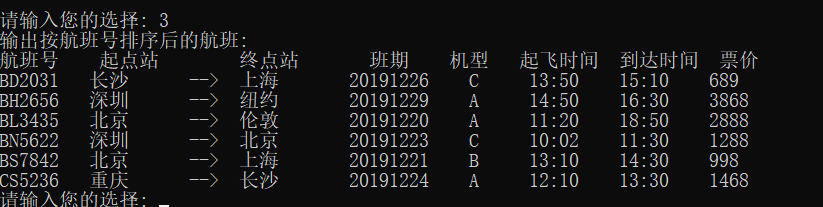 请输入您的选择: 3
输出按航班号排序后的航班:
航班号 起点站 终点站 班期 机型 起飞时间 到达时间 票价
BD2031 长沙 --> 上海 20191226 C 13:50 15:10 689
BH2656 深圳 --> 纽约 20191229 A 14:50 16:30 3868
BL3435 北京 --> 伦敦 20191220 A 11:20 18:50 2888
BN5622 深圳 --> 北京 20191223 C 10:02 11:30 1288
BS7842 北京 --> 上海 20191221 B 13:10 14:30 998
CS5236 重庆 --> 长沙 20191224 A 12:10 13:30 1468
请输入您的选择: